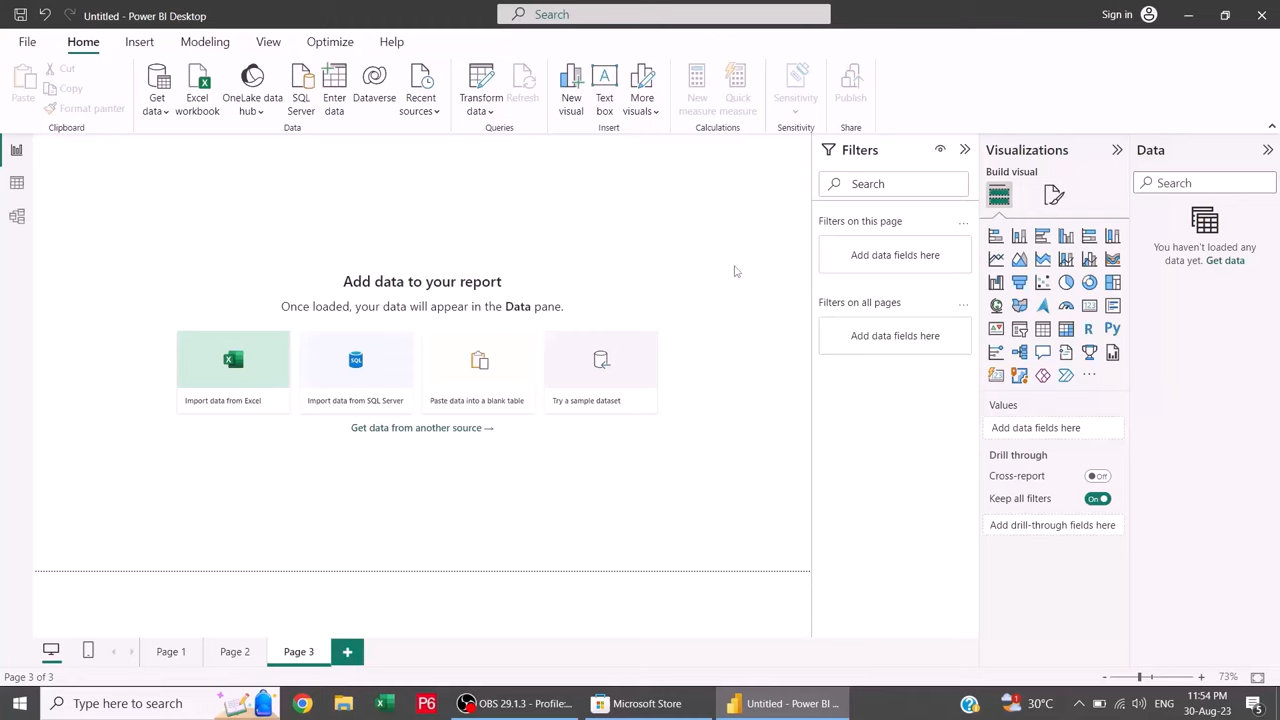 Untitled - Power BI Desktop
Search
Sign in
File
Home
Insert
Modeling
View
Optimize
Help
Paste
Cut
Copy
Format painter
Clipboard
Get
data
Excel
workbook
OneLake data
hub
SQL
Server
Enter
data
Dataverse
Recent
sources
Data
Transform
data
Refresh
Queries
New
visual
Text
box
More
visuals
Insert
New
measure
Quick
measure
Calculations
Sensitivity
Sensitivity
Publish
Share
Filters
Search
Filters on this page
...
Add data fields here
Filters on all pages
...
Add data fields here
Visualizations
Build visual
R
Py
...
Values
Add data fields here
Drill through
Cross-report
Off
Keep all filters
On
Add drill-through fields here
Data
Search
You haven't loaded any
data yet. Get data
Add data to your report
Once loaded, your data will appear in the Data pane.
SQL
Import data from Excel
Import data from SQL Server
Paste data into a blank table
Try a sample dataset
Get data from another source →
Page 1
Page 2
Page 3
Page 3 of 3
73%
Type here to search
P6
OBS 29.1.3 - Profile:...
Microsoft Store
Untitled - Power BI ...
30°C
ENG
11:54 AM
30-Aug-23